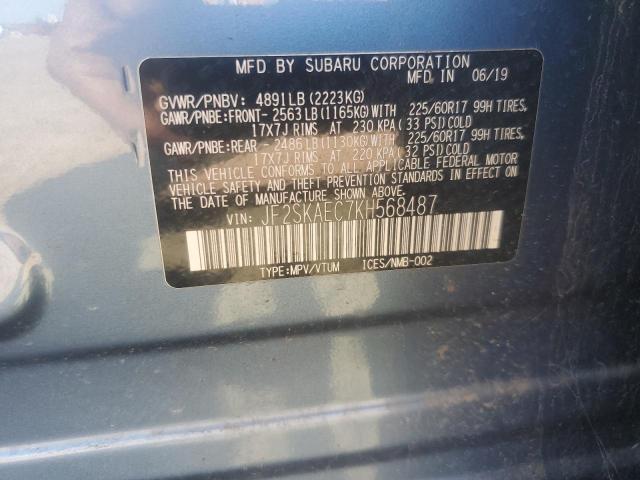 MFD BY SUBARU CORPORATION
MFD IN 06/19
GVWR/PNBV: 4891LB (2223KG)
GAWR/PNBE:FRONT- 2563LB (1165KG)WITH 225/60R17 99H TIRES,
17X7J RIMS AT 230 KPA (33 PSI)COLD
GAWR/PNBE:REAR - 2486LB (1130KG)WITH 225/60R17 99H TIRES,
17X7J RIMS AT 220 KPA (32 PSI)COLD
THIS VEHICLE CONFORMS TO ALL APPLICABLE FEDERAL MOTOR
VEHICLE SAFETY AND THEFT PREVENTION STANDARDS IN EFFECT ON
THE DATE OF MANUFACTURE SHOWN ABOVE.
VIN: JF2SKAEC7KH568487
TYPE:MPV/VTUM ICES/NMB-002